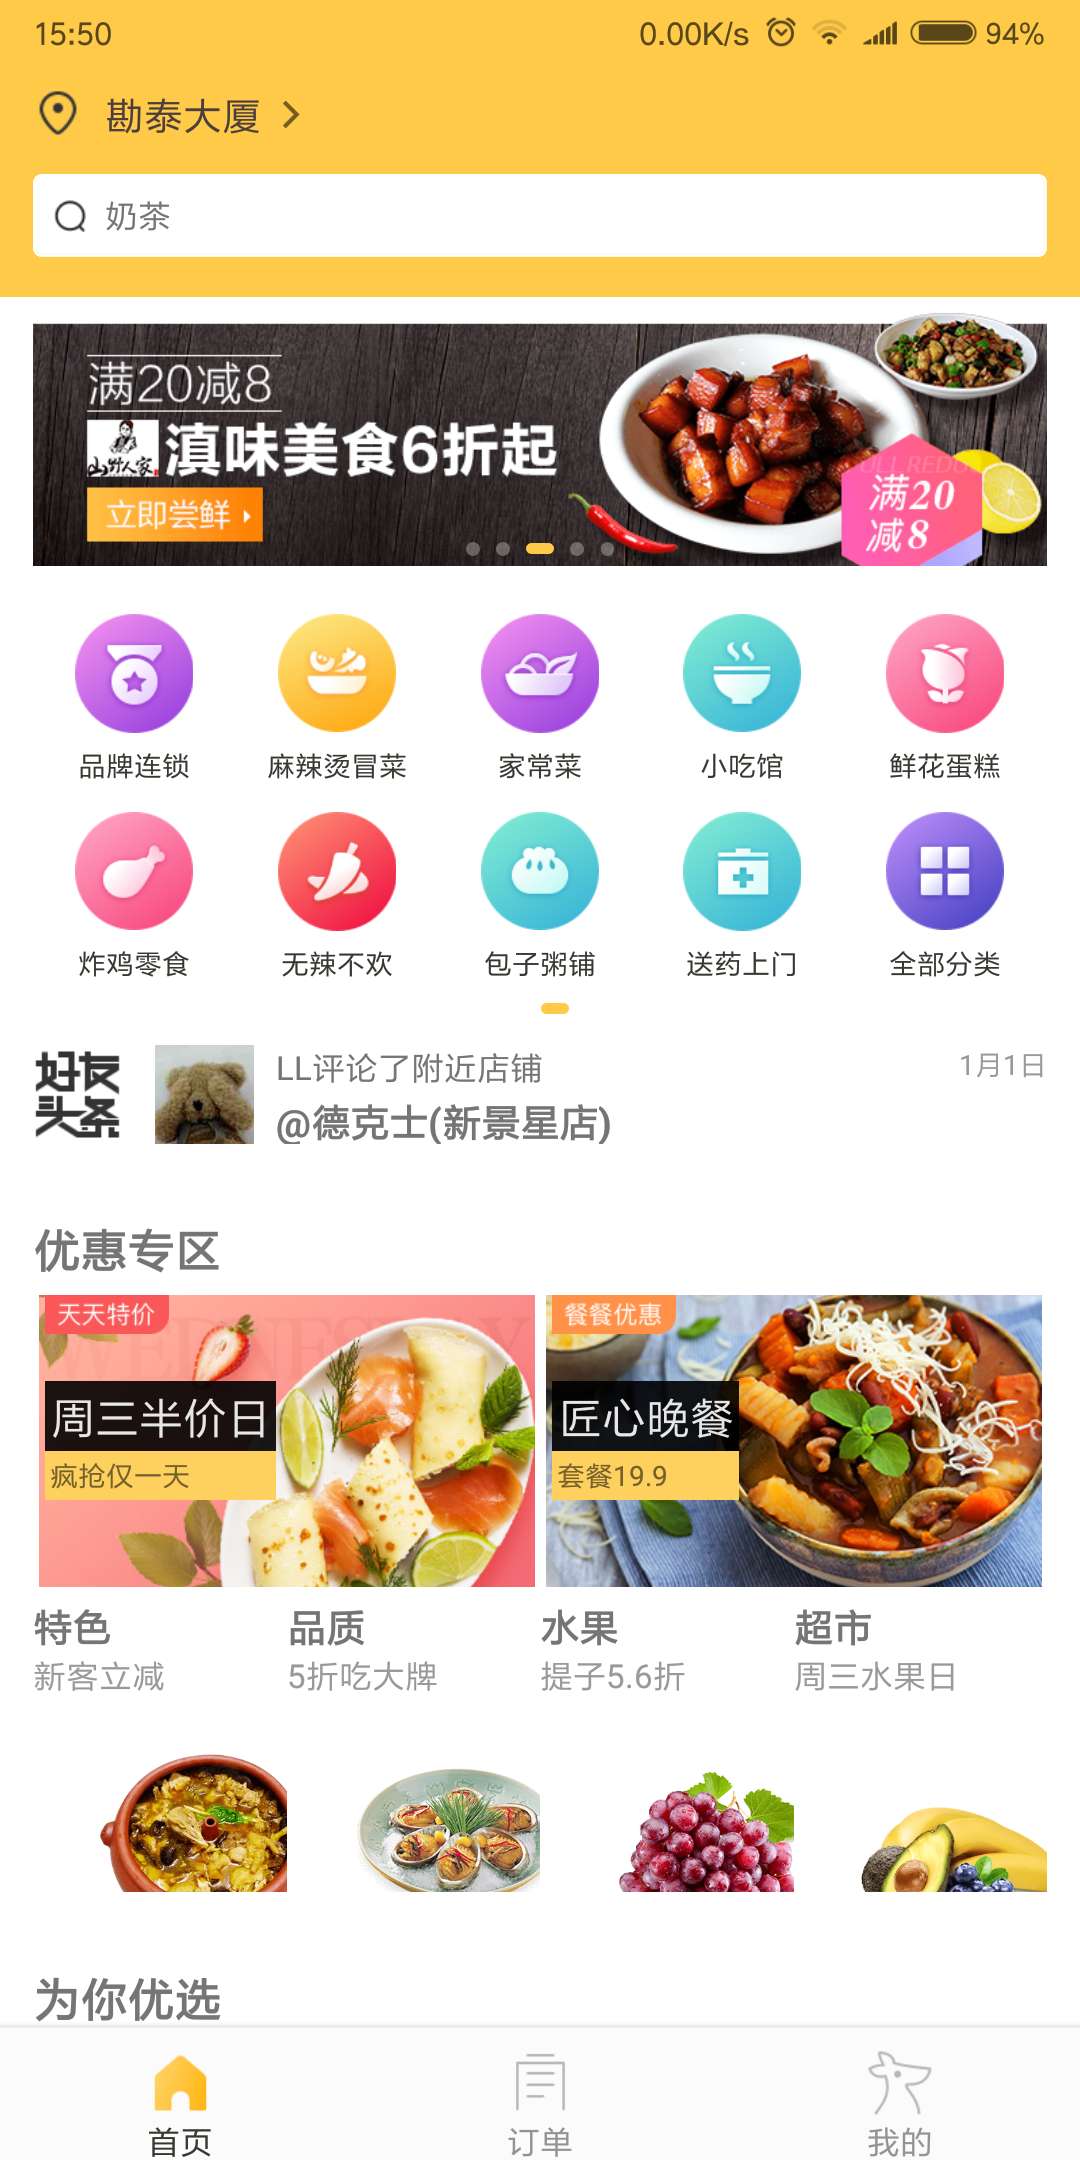 15:50
0.00K/s
94%
勘泰大厦
奶茶
满20减8
山野人家
滇味美食6折起
立即尝鲜
满20
减8
品牌连锁
麻辣烫冒菜
家常菜
小吃馆
鲜花蛋糕
炸鸡零食
无辣不欢
包子粥铺
送药上门
全部分类
好友
头条
LL评论了附近店铺
1月1日
@德克士(新景星店)
优惠专区
天天特价
周三半价日
疯抢仅一天
餐餐优惠
匠心晚餐
套餐19.9
特色
品质
水果
超市
新客立减
5折吃大牌
提子5.6折
周三水果日
为你优选
首页
订单
我的